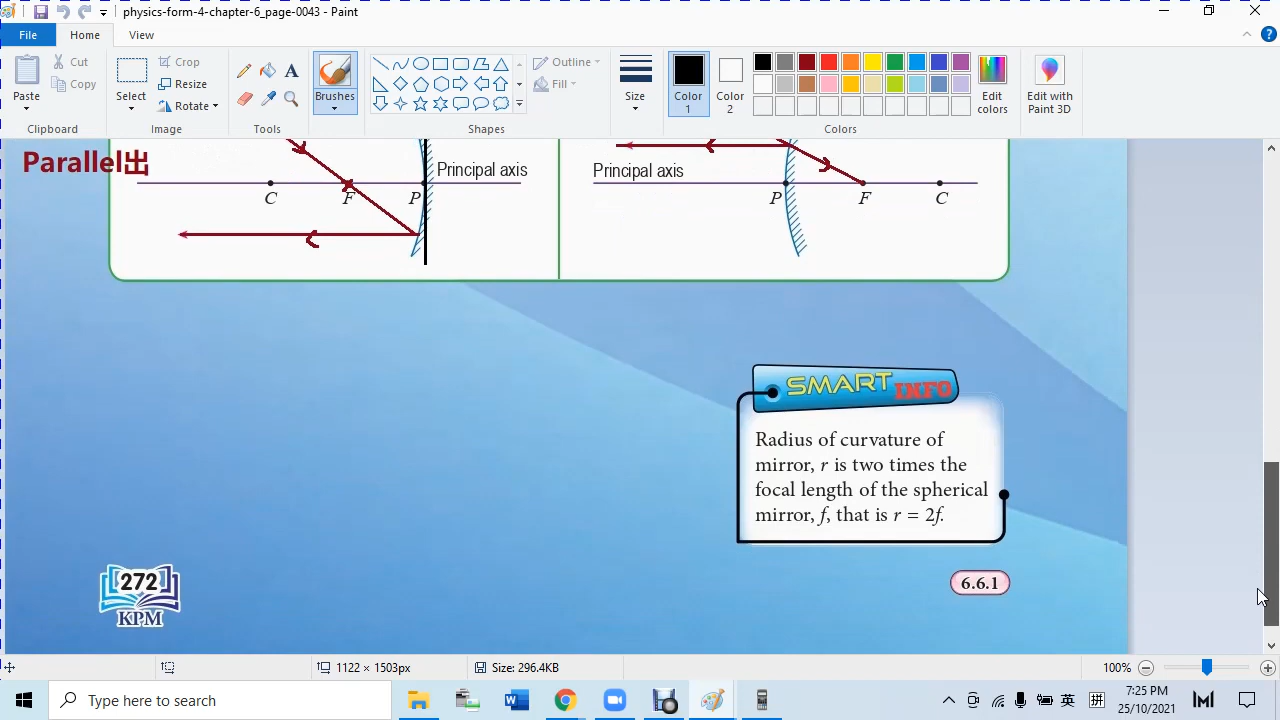 physics-form-4-chapter-6_page-0043 - Paint
File
Home
View
Paste
Cut
Copy
Clipboard
Select
Crop
Resize
Rotate
Image
A
Tools
Brushes
Outline
Fill
Shapes
Size
Color 1
Color 2
Edit colors
Colors
Edit with Paint 3D
Parallel出
Principal axis
C
F
P
Principal axis
P
F
C
SMART INFO
Radius of curvature of
mirror, r is two times the
focal length of the spherical
mirror, f, that is r = 2f.
272
KPM
6.6.1
1122 × 1503px
Size: 296.4KB
100%
Type here to search
英
拼
7:25 PM
25/10/2021